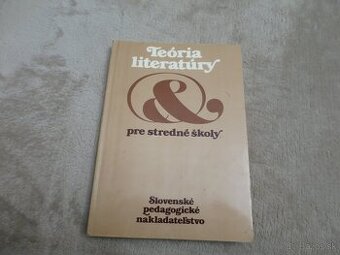 Teória
literatúry
&
pre stredné školy
Slovenské
pedagogické
nakladateľstvo